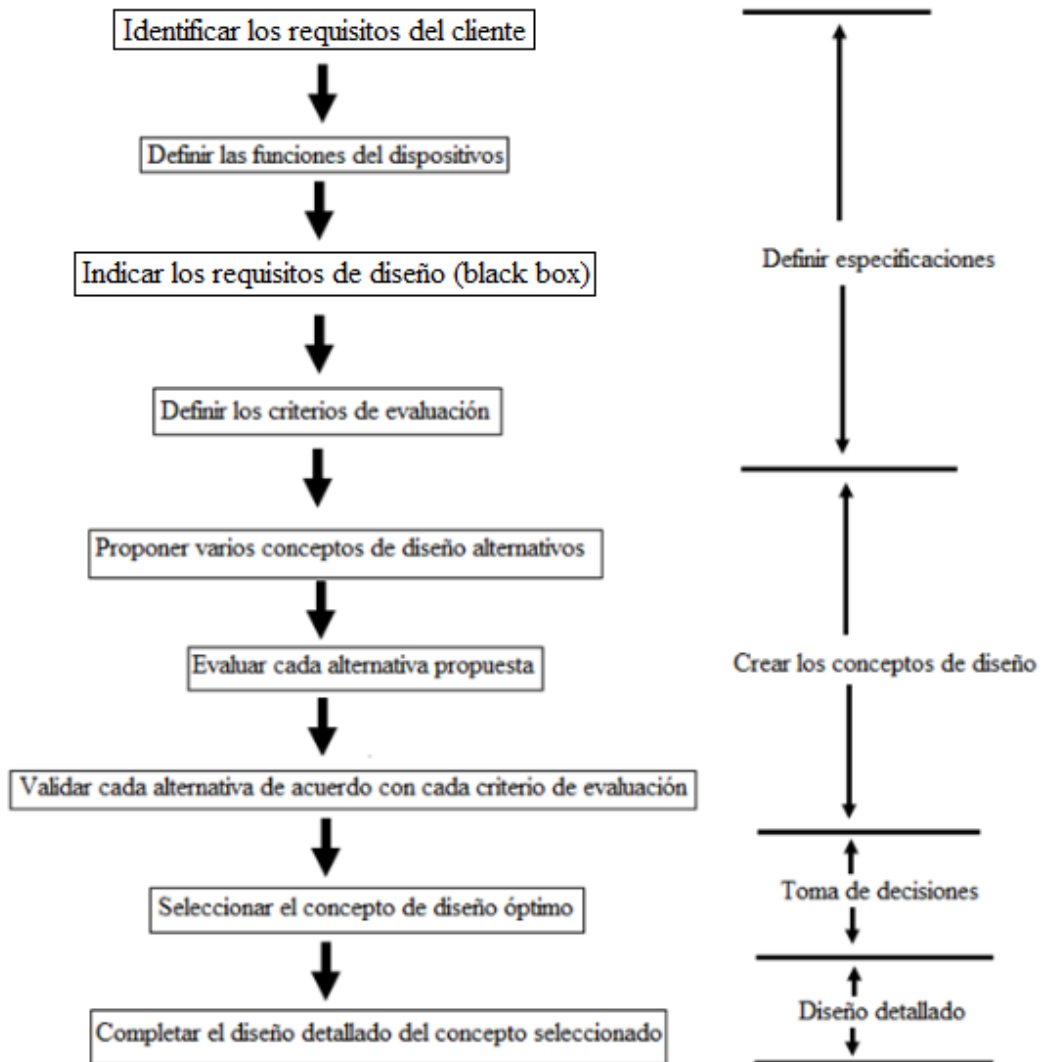 Identificar los requisitos del cliente
Definir las funciones del dispositivos
Indicar los requisitos de diseño (black box)
Definir los criterios de evaluación
Proponer varios conceptos de diseño alternativos
Evaluar cada alternativa propuesta
Validar cada alternativa de acuerdo con cada criterio de evaluación
Seleccionar el concepto de diseño óptimo
Completar el diseño detallado del concepto seleccionado
Definir especificaciones
Crear los conceptos de diseño
Toma de decisiones
Diseño detallado